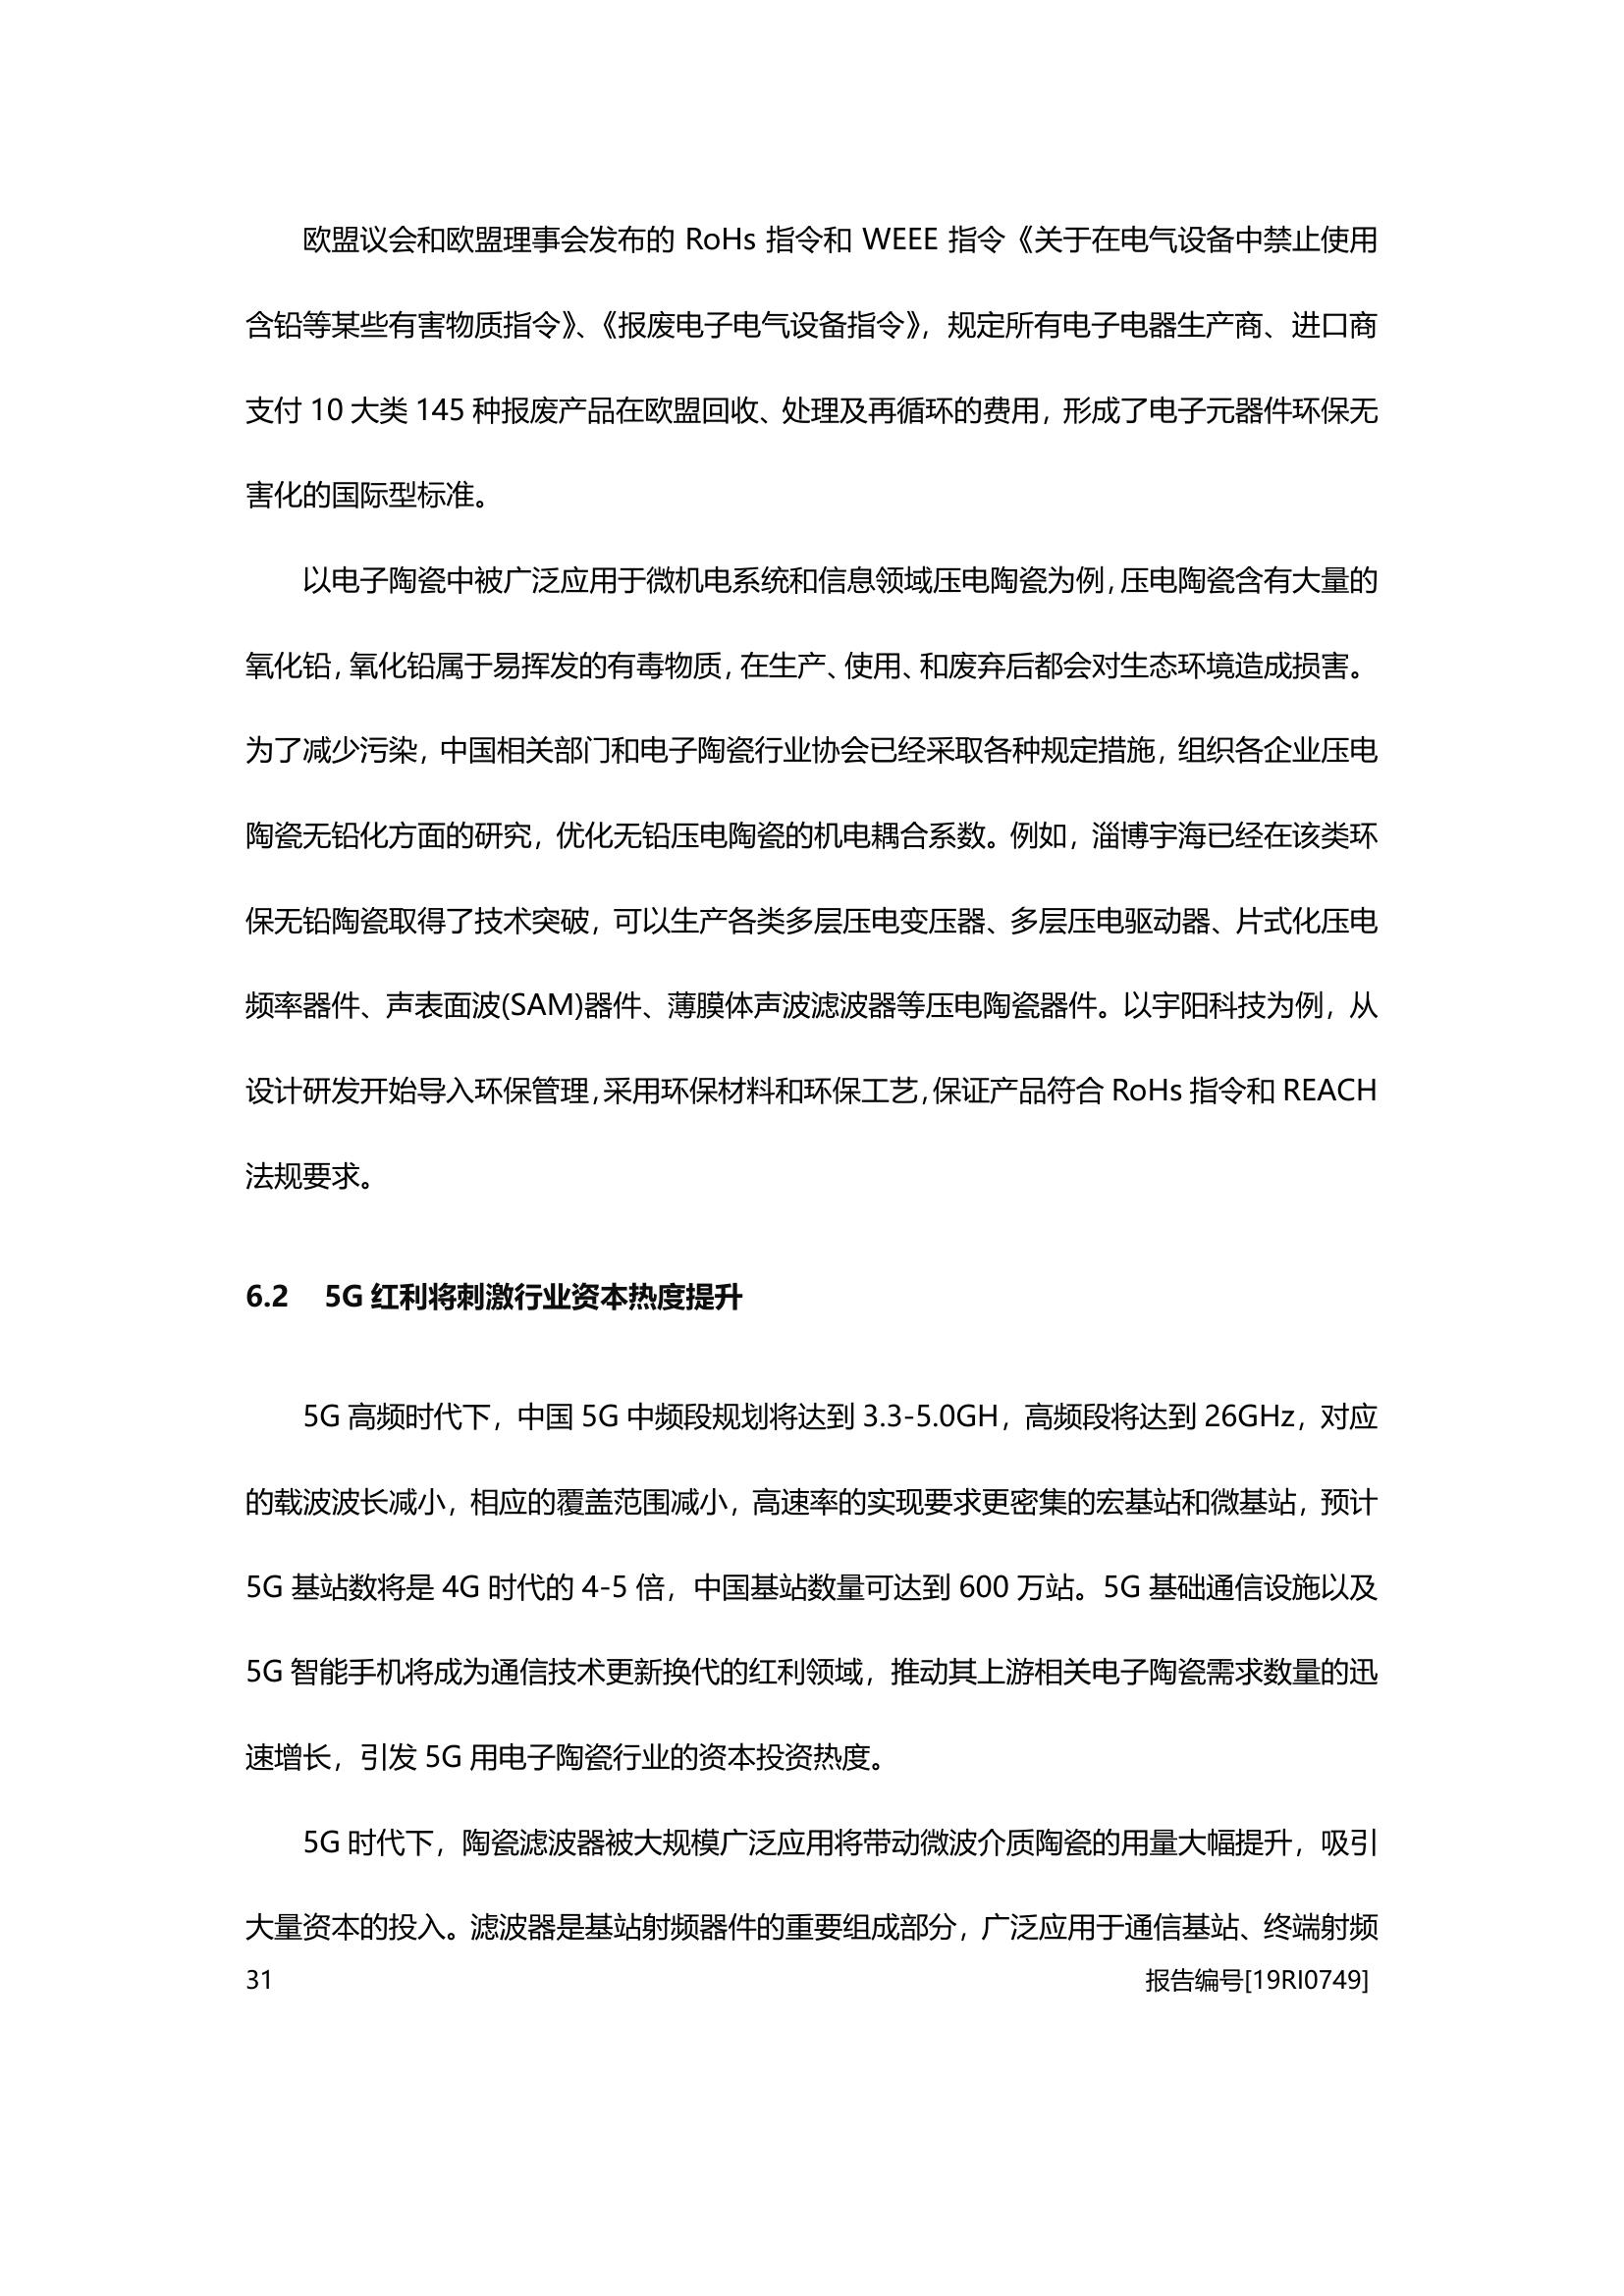 欧盟议会和欧盟理事会发布的 RoHs 指令和 WEEE 指令《关于在电气设备中禁止使用
含铅等某些有害物质指令》、《报废电子电气设备指令》，规定所有电子电器生产商、进口商
支付 10 大类 145 种报废产品在欧盟回收、处理及再循环的费用，形成了电子元器件环保无
害化的国际型标准。
以电子陶瓷中被广泛应用于微机电系统和信息领域压电陶瓷为例，压电陶瓷含有大量的
氧化铅，氧化铅属于易挥发的有毒物质，在生产、使用、和废弃后都会对生态环境造成损害。
为了减少污染，中国相关部门和电子陶瓷行业协会已经采取各种规定措施，组织各企业压电
陶瓷无铅化方面的研究，优化无铅压电陶瓷的机电耦合系数。例如，淄博宇海已经在该类环
保无铅陶瓷取得了技术突破，可以生产各类多层压电变压器、多层压电驱动器、片式化压电
频率器件、声表面波(SAM)器件、薄膜体声波滤波器等压电陶瓷器件。以宇阳科技为例，从
设计研发开始导入环保管理，采用环保材料和环保工艺，保证产品符合 RoHs 指令和 REACH
法规要求。
6.2 5G 红利将刺激行业资本热度提升
5G 高频时代下，中国 5G 中频段规划将达到 3.3-5.0GH，高频段将达到 26GHz，对应
的载波波长减小，相应的覆盖范围减小，高速率的实现要求更密集的宏基站和微基站，预计
5G 基站数将是 4G 时代的 4-5 倍，中国基站数量可达到 600 万站。5G 基础通信设施以及
5G 智能手机将成为通信技术更新换代的红利领域，推动其上游相关电子陶瓷需求数量的迅
速增长，引发 5G 用电子陶瓷行业的资本投资热度。
5G 时代下，陶瓷滤波器被大规模广泛应用将带动微波介质陶瓷的用量大幅提升，吸引
大量资本的投入。滤波器是基站射频器件的重要组成部分，广泛应用于通信基站、终端射频
31 报告编号[19RI0749]